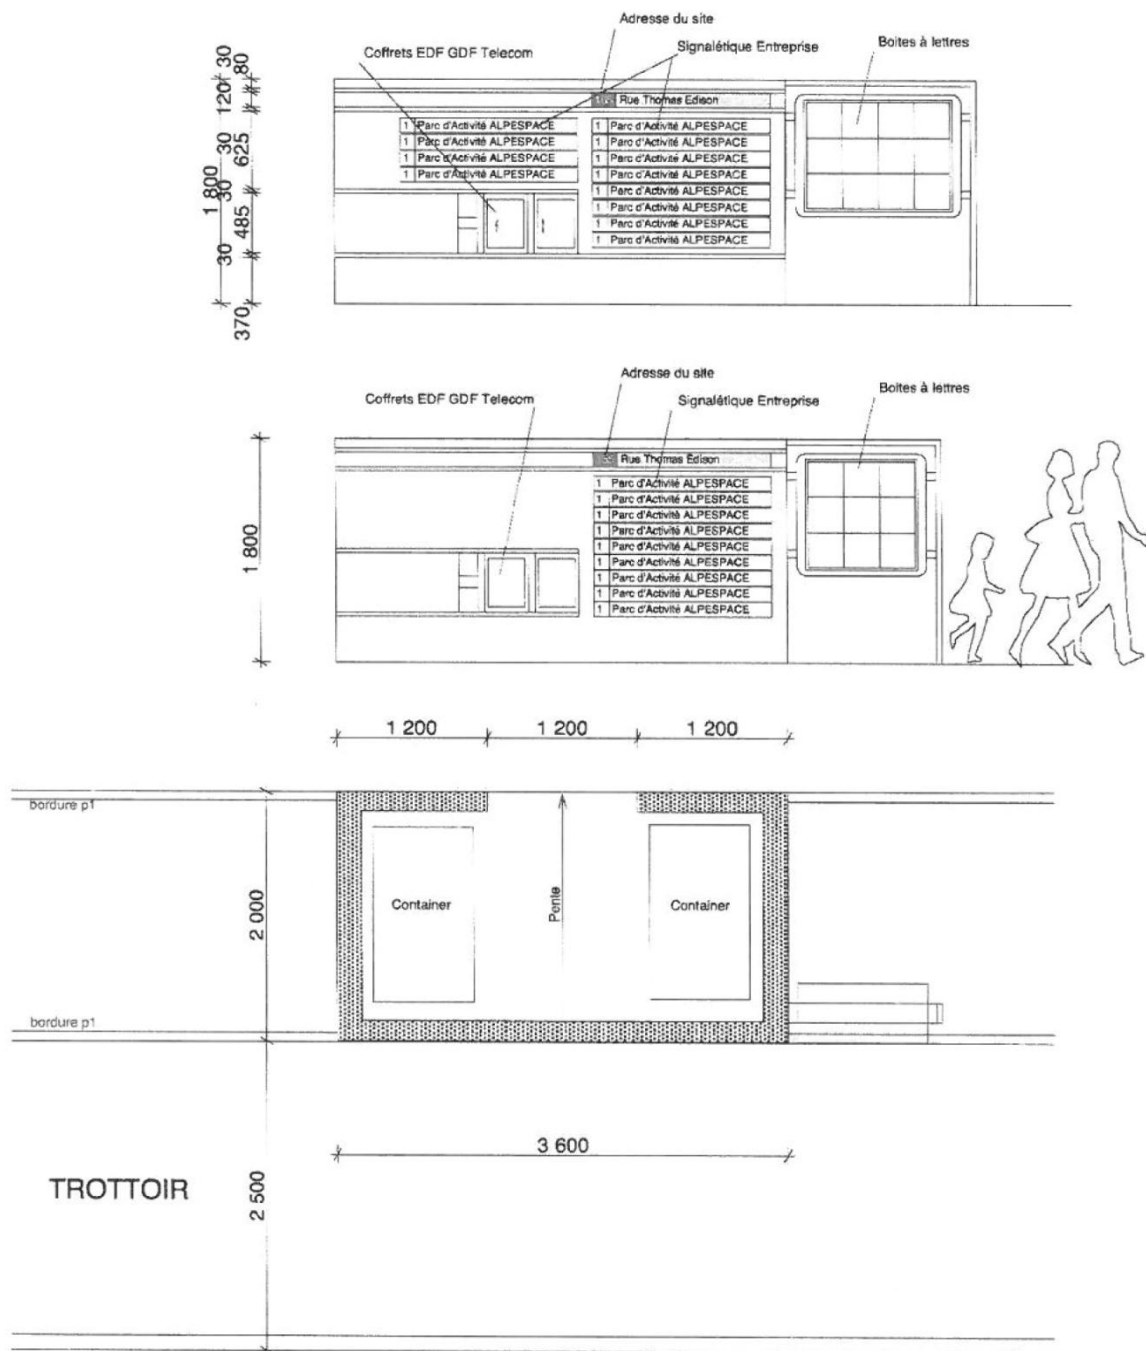 Adresse du site
Coffrets EDF GDF Telecom
Signalétique Entreprise
Boites à lettres
30
80
120
30
625
1 800
30
485
30
370
Rue Thomas Edison
1 Parc d'Activité ALPESPACE
1 Parc d'Activité ALPESPACE
1 Parc d'Activité ALPESPACE
1 Parc d'Activité ALPESPACE
1 Parc d'Activité ALPESPACE
1 Parc d'Activité ALPESPACE
1 Parc d'Activité ALPESPACE
1 Parc d'Activité ALPESPACE
1 Parc d'Activité ALPESPACE
1 Parc d'Activité ALPESPACE
1 Parc d'Activité ALPESPACE
1 Parc d'Activité ALPESPACE
Adresse du site
Coffrets EDF GDF Telecom
Signalétique Entreprise
Boites à lettres
1 800
Rue Thomas Edison
1 Parc d'Activité ALPESPACE
1 Parc d'Activité ALPESPACE
1 Parc d'Activité ALPESPACE
1 Parc d'Activité ALPESPACE
1 Parc d'Activité ALPESPACE
1 Parc d'Activité ALPESPACE
1 Parc d'Activité ALPESPACE
1 Parc d'Activité ALPESPACE
1 Parc d'Activité ALPESPACE
1 200
1 200
1 200
bordure p1
2 000
Container
Pente
Container
bordure p1
3 600
TROTTOIR
2 500